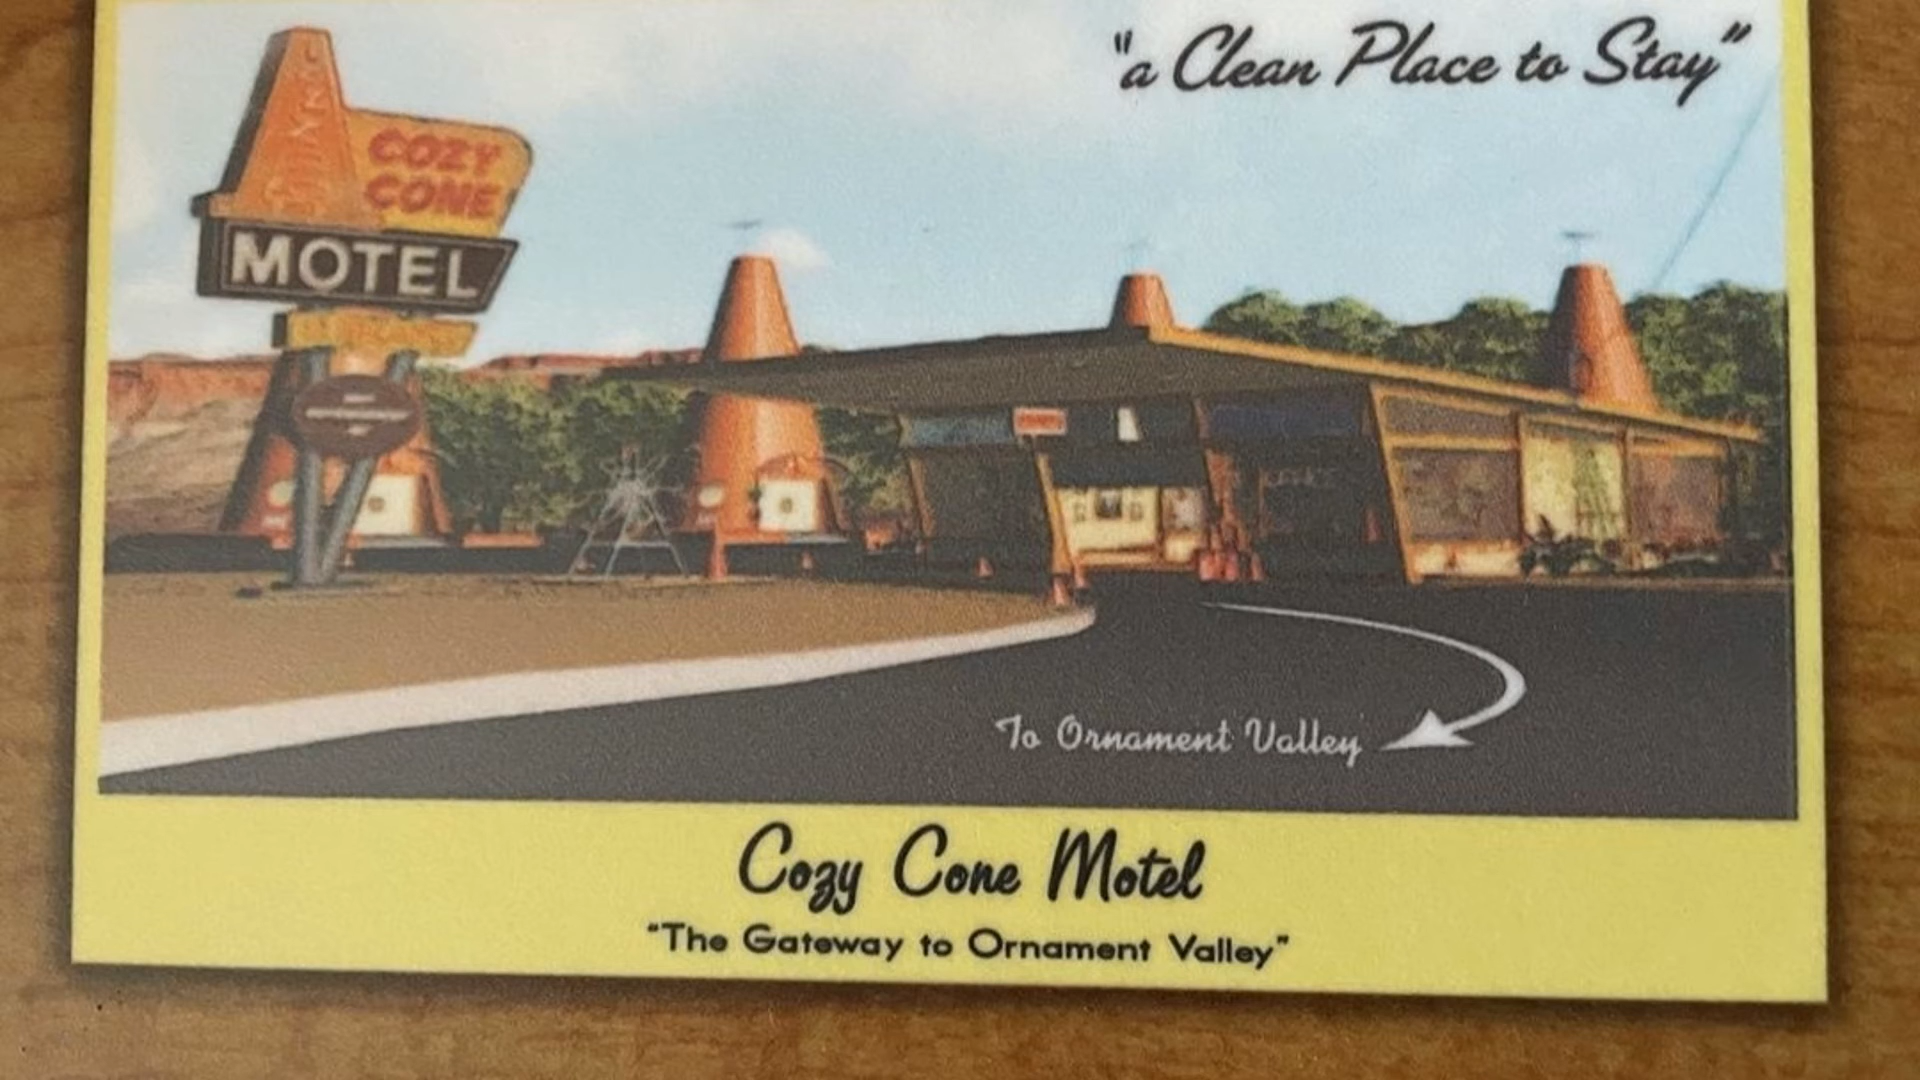 "a Clean Place to Stay"
COZY
CONE
MOTEL
To Ornament Valley
Cozy Cone Motel
"The Gateway to Ornament Valley"